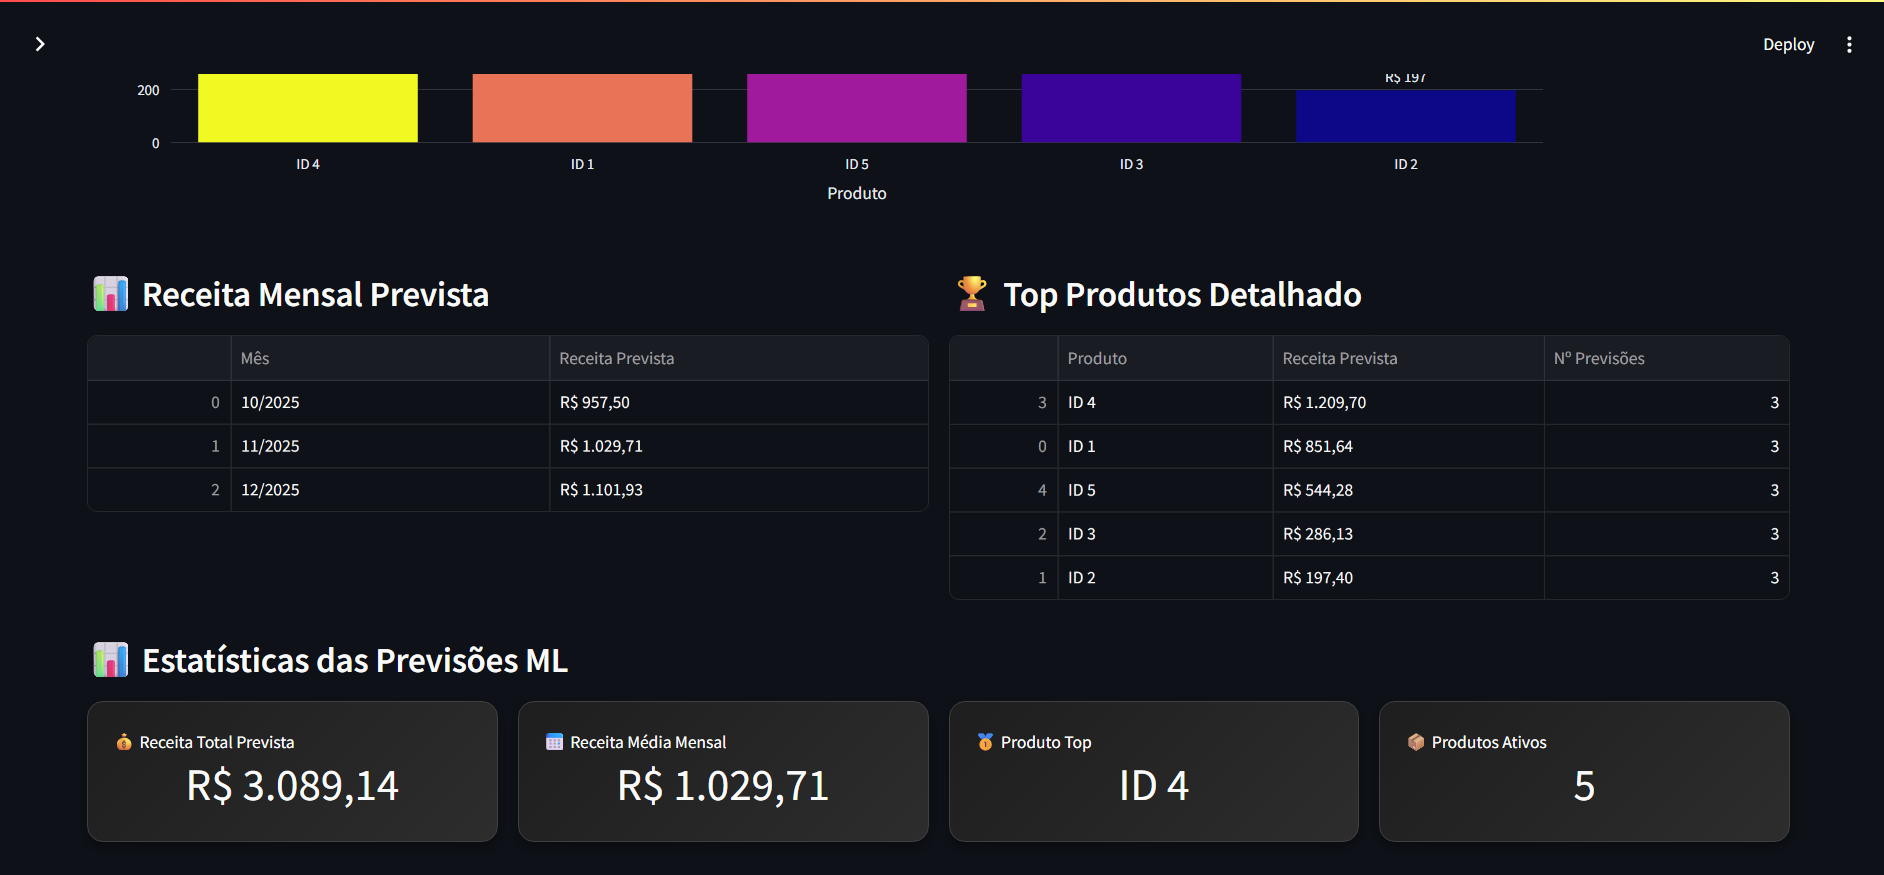 Deploy
R$ 197
200
0
ID 4
ID 1
ID 5
ID 3
ID 2
Produto
Receita Mensal Prevista
Mês Receita Prevista
0 10/2025 R$ 957,50
1 11/2025 R$ 1.029,71
2 12/2025 R$ 1.101,93
Top Produtos Detalhado
Produto Receita Prevista Nº Previsões
3 ID 4 R$ 1.209,70 3
0 ID 1 R$ 851,64 3
4 ID 5 R$ 544,28 3
2 ID 3 R$ 286,13 3
1 ID 2 R$ 197,40 3
Estatísticas das Previsões ML
Receita Total Prevista
R$ 3.089,14
Receita Média Mensal
R$ 1.029,71
Produto Top
ID 4
Produtos Ativos
5